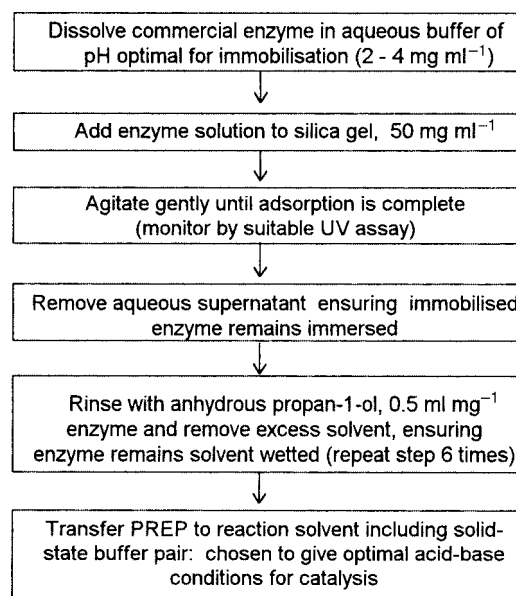 Dissolve commercial enzyme in aqueous buffer of
pH optimal for immobilisation (2 - 4 mg ml⁻¹)
Add enzyme solution to silica gel, 50 mg ml⁻¹
Agitate gently until adsorption is complete
(monitor by suitable UV assay)
Remove aqueous supernatant ensuring immobilised
enzyme remains immersed
Rinse with anhydrous propan-1-ol, 0.5 ml mg⁻¹
enzyme and remove excess solvent, ensuring
enzyme remains solvent wetted (repeat step 6 times)
Transfer PREP to reaction solvent including solid-
state buffer pair: chosen to give optimal acid-base
conditions for catalysis